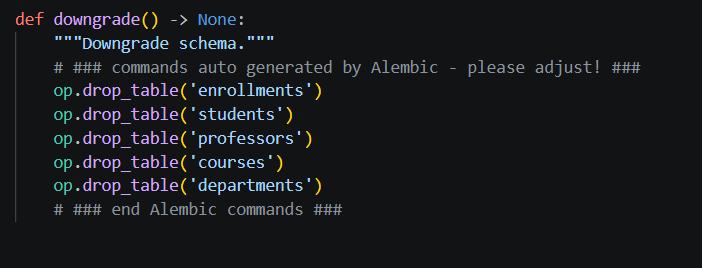 def downgrade() -> None:
    """Downgrade schema."""
    # ### commands auto generated by Alembic - please adjust! ###
    op.drop_table('enrollments')
    op.drop_table('students')
    op.drop_table('professors')
    op.drop_table('courses')
    op.drop_table('departments')
    # ### end Alembic commands ###